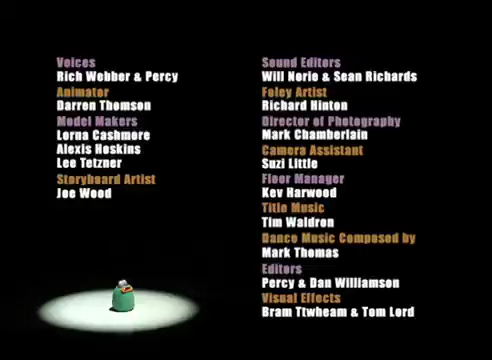 Voices
Rich Webber & Percy
Animator
Darren Thomson
Model Makers
Lorna Cashmore
Alexis Hoskins
Lee Tetzner
Storyboard Artist
Joe Wood
Sound Editors
Will Norie & Sean Richards
Foley Artist
Richard Hinton
Director of Photography
Mark Chamberlain
Camera Assistant
Suzi Little
Floor Manager
Kev Harwood
Title Music
Tim Waldron
Dance Music Composed by
Mark Thomas
Editors
Percy & Dan Williamson
Visual Effects
Bram Ttwheam & Tom Lord